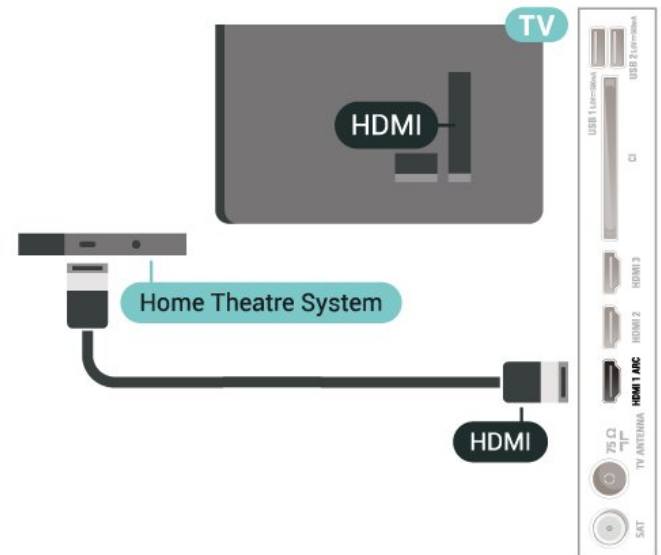 TV
HDMI
Home Theatre System
HDMI
USB 2
USB 1
CI
HDMI 3
HDMI 2
HDMI 1 ARC
75 Ω
TV ANTENNA
SAT